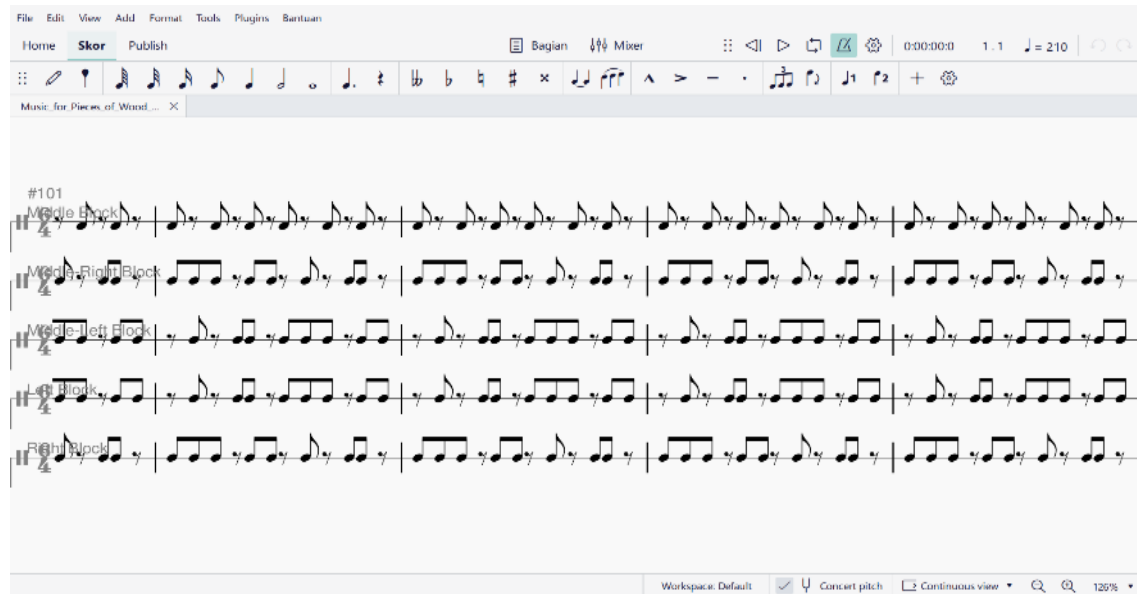 File Edit View Add Format Tools Plugins Bantuan
Home Skor Publish Bagian Mixer 0:00:00:0 1 . 1 = 210
Music_for_Pieces_of_Wood_...
#101
Middle Block
Middle-Right Block
Middle-Left Block
Left Block
Right Block
Workspace: Default Concert pitch Continuous view 126%